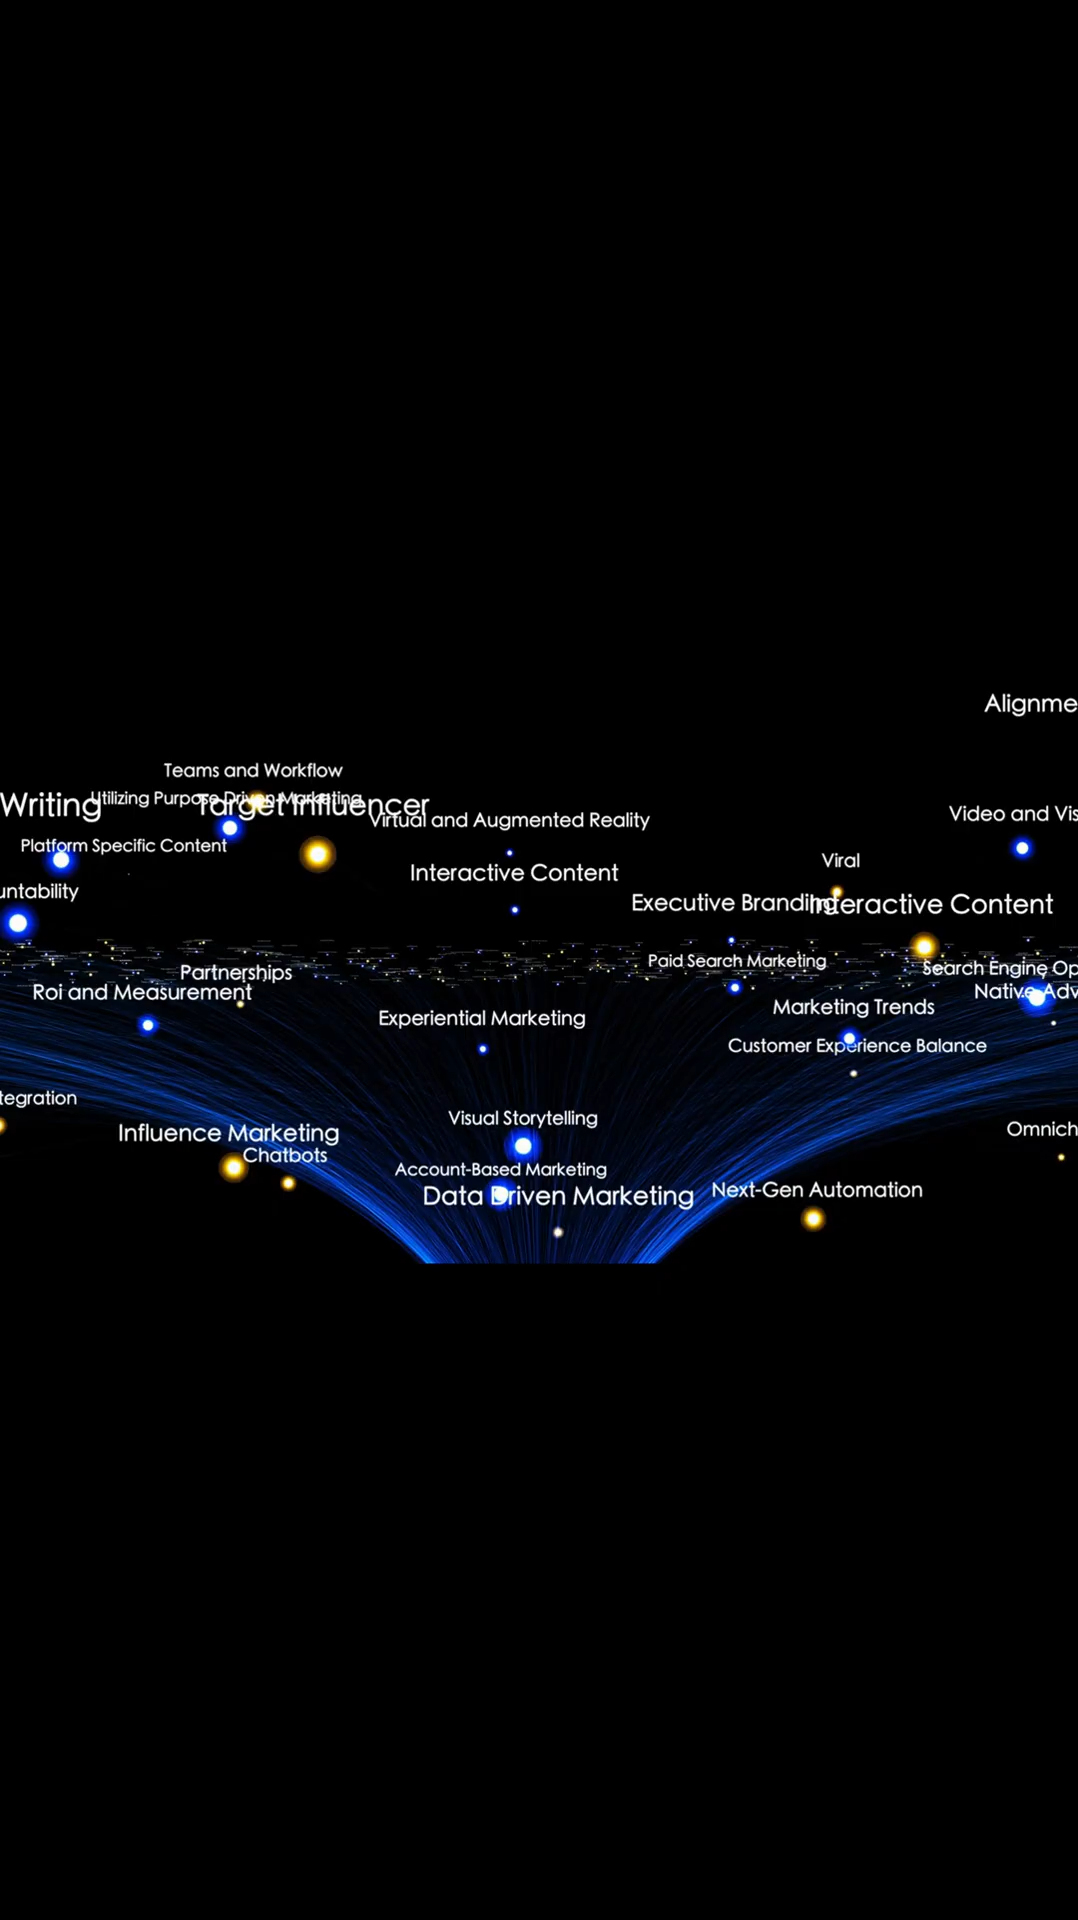 Alignme
Teams and Workflow
Utilizing Purpose Driven Marketing
Writing
Target Influencer
Video and Vis
Virtual and Augmented Reality
Platform Specific Content
Viral
Interactive Content
untability
Executive Branding
Interactive Content
Paid Search Marketing
Search Engine Op
Partnerships
Roi and Measurement
Native Adv
Marketing Trends
Experiential Marketing
Customer Experience Balance
tegration
Visual Storytelling
Omnich
Influence Marketing
Chatbots
Account-Based Marketing
Next-Gen Automation
Data Driven Marketing